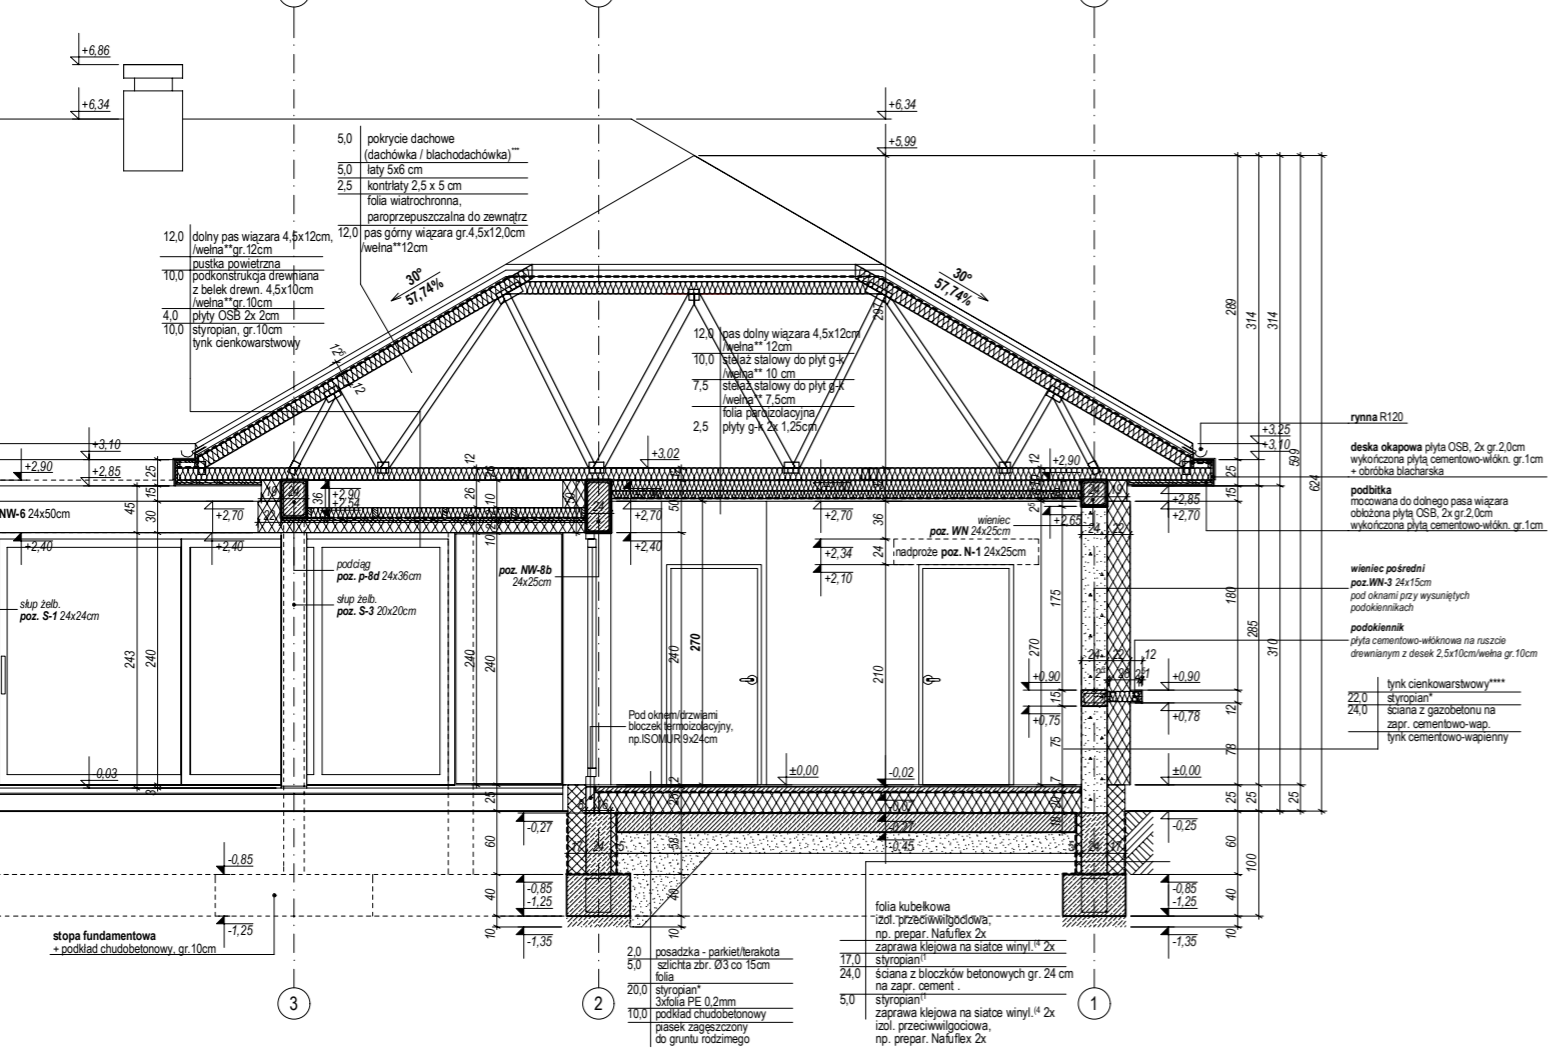 +6,86
+6,34
+6,34
+5,99
5,0 pokrycie dachowe
(dachówka / blachodachówka)***
5,0 łaty 5x6 cm
2,5 kontrłaty 2,5 x 5 cm
folia wiatrochronna,
paroprzepuszczalna do zewnątrz
12,0 pas górny wiązara gr.4,5x12,0cm
/wełna**12cm
12,0 dolny pas wiązara 4,5x12cm,
/wełna**gr.12cm
pustka powietrzna
10,0 podkonstrukcja drewniana
z belek drewn. 4,5x10cm
/wełna**gr.10cm
4,0 płyty OSB 2x 2cm
10,0 styropian, gr.10cm
tynk cienkowarstwowy
30°
57,74%
30°
57,74%
12,0 pas dolny wiązara 4,5x12cm
/wełna** 12cm
10,0 stelaż stalowy do płyt g-k
/wełna** 10 cm
7,5 stelaż stalowy do płyt g-k
/wełna** 7,5cm
folia paroizolacyjna
2,5 płyty g-k 2x 1,25cm
289
314
314
599
624
rynna R120
deska okapowa płyta OSB, 2x gr.2,0cm
wykończona płytą cementowo-włókn. gr.1cm
+ obróbka blacharska
podbitka
mocowana do dolnego pasa wiązara
obłożona płytą OSB, 2x gr.2,0cm
wykończona płytą cementowo-włókn. gr.1cm
+3,10
+2,90
+2,85
+3,02
+2,90
+3,25
+3,10
+2,85
+2,70
NW-6 24x50cm
+2,40
+2,70
+2,40
+2,90
+2,54
+2,70
+2,40
+2,70
+2,34
+2,10
+2,65
wieniec
poz. WN 24x25cm
nadproże poz. N-1 24x25cm
podciąg
poz. p-8d 24x36cm
słup żelb.
poz. S-3 20x20cm
słup żelb.
poz. S-1 24x24cm
poz. NW-8b
24x25cm
wieniec pośredni
poz.WN-3 24x15cm
pod oknami przy wysuniętych
podokiennikach
podokiennik
płyta cementowo-włóknowa na ruszcie
drewnianym z desek 2,5x10cm/wełna gr.10cm
tynk cienkowarstwowy****
22,0 styropian*
24,0 ściana z gazobetonu na
zapr. cementowo-wap.
tynk cementowo-wapienny
243
240
240
240
240
270
210
175
270
180
285
310
+0,90
+0,75
+0,90
+0,78
Pod oknem/drzwiami
bloczek termoizolacyjny,
np.ISOMUR 9x24cm
-0,03
±0,00
-0,02
±0,00
-0,07
-0,27
-0,27
-0,45
-0,25
-0,85
-0,85
-1,25
-0,85
-1,25
-1,25
-1,35
-1,35
stopa fundamentowa
+ podkład chudobetonowy, gr.10cm
2,0 posadzka - parkiet/terakota
5,0 szlichta zbr. Ø3 co 15cm
folia
20,0 styropian*
3xfolia PE 0,2mm
10,0 podkład chudobetonowy
piasek zagęszczony
do gruntu rodzimego
folia kubełkowa
izol. przeciwwilgociowa,
np. prepar. Nafuflex 2x
zaprawa klejowa na siatce winyl.(4 2x
17,0 styropian(1
24,0 ściana z bloczków betonowych gr. 24 cm
na zapr. cement .
5,0 styropian(1
zaprawa klejowa na siatce winyl.(4 2x
izol. przeciwwilgociowa,
np. prepar. Nafuflex 2x
3
2
1